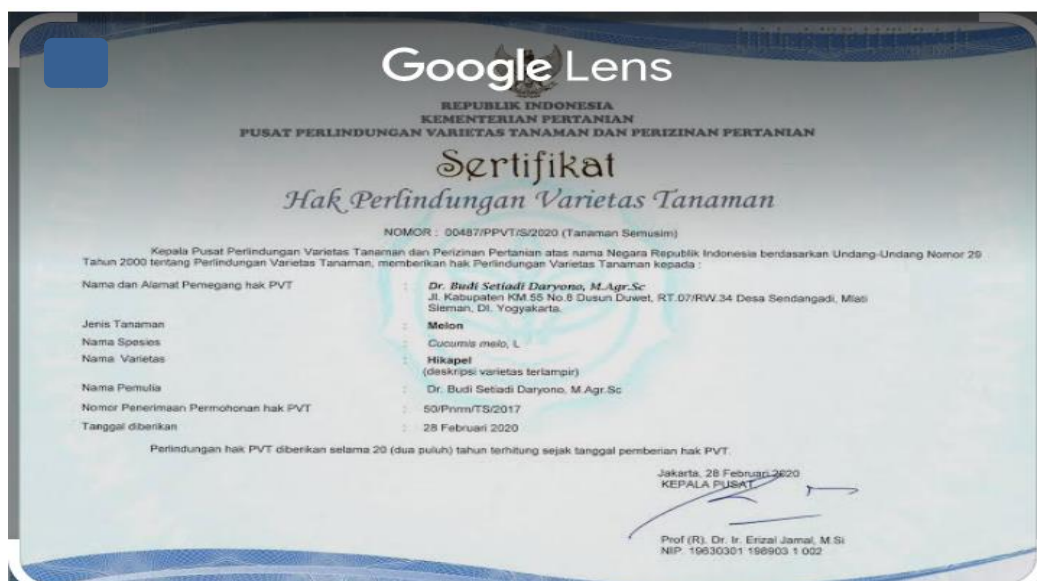 Google Lens
REPUBLIK INDONESIA
KEMENTERIAN PERTANIAN
PUSAT PERLINDUNGAN VARIETAS TANAMAN DAN PERIZINAN PERTANIAN
Sertifikat
Hak Perlindungan Varietas Tanaman
NOMOR : 00487/PPVT/S/2020 (Tanaman Semusim)
Kepala Pusat Perlindungan Varietas Tanaman dan Perizinan Pertanian atas nama Negara Republik Indonesia berdasarkan Undang-Undang Nomor 29
Tahun 2000 tentang Perlindungan Varietas Tanaman, memberikan hak Perlindungan Varietas Tanaman kepada :
Nama dan Alamat Pemegang hak PVT : Dr. Budi Setiadi Daryono, M.Agr.Sc
Jl. Kabupaten KM.55 No.8 Dusun Duwet, RT.07/RW.34 Desa Sendangadi, Mlati
Sleman, DI. Yogyakarta.
Jenis Tanaman : Melon
Nama Spesies : Cucumis melo, L
Nama Varietas : Hikapel
(deskripsi varietas terlampir)
Nama Pemulia : Dr. Budi Setiadi Daryono, M.Agr.Sc
Nomor Penerimaan Permohonan hak PVT : 50/Pnrm/TS/2017
Tanggal diberikan : 28 Februari 2020
Perlindungan hak PVT diberikan selama 20 (dua puluh) tahun terhitung sejak tanggal pemberian hak PVT.
Jakarta, 28 Februari 2020
KEPALA PUSAT,
Prof (R). Dr. Ir. Erizal Jamal, M.Si
NIP. 19630301 198903 1 002